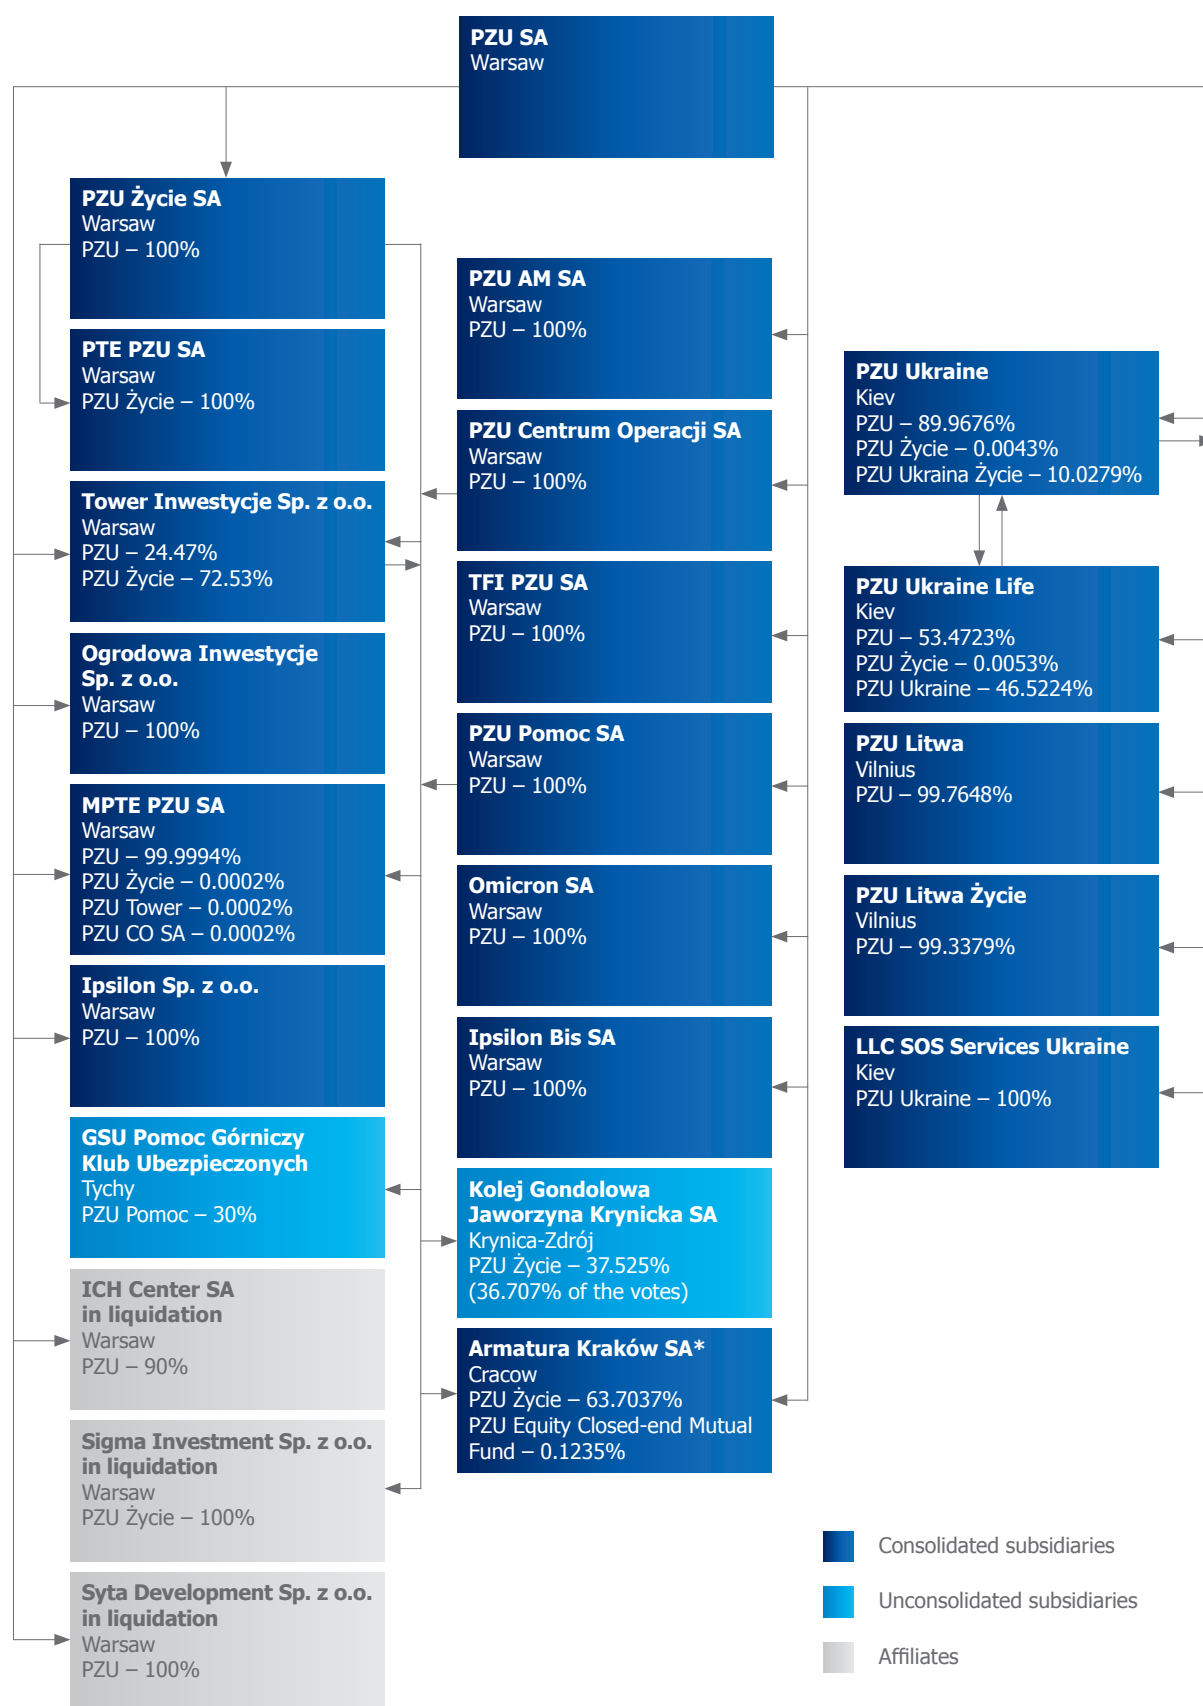 PZU SA
Warsaw
PZU Życie SA
Warsaw
PZU – 100%
PTE PZU SA
Warsaw
PZU Życie – 100%
Tower Inwestycje Sp. z o.o.
Warsaw
PZU – 24.47%
PZU Życie – 72.53%
Ogrodowa Inwestycje
Sp. z o.o.
Warsaw
PZU – 100%
MPTE PZU SA
Warsaw
PZU – 99.9994%
PZU Życie – 0.0002%
PZU Tower – 0.0002%
PZU CO SA – 0.0002%
Ipsilon Sp. z o.o.
Warsaw
PZU – 100%
GSU Pomoc Górniczy
Klub Ubezpieczonych
Tychy
PZU Pomoc – 30%
ICH Center SA
in liquidation
Warsaw
PZU – 90%
Sigma Investment Sp. z o.o.
in liquidation
Warsaw
PZU Życie – 100%
Syta Development Sp. z o.o.
in liquidation
Warsaw
PZU – 100%
PZU AM SA
Warsaw
PZU – 100%
PZU Centrum Operacji SA
Warsaw
PZU – 100%
TFI PZU SA
Warsaw
PZU – 100%
PZU Pomoc SA
Warsaw
PZU – 100%
Omicron SA
Warsaw
PZU – 100%
Ipsilon Bis SA
Warsaw
PZU – 100%
Kolej Gondolowa
Jaworzyna Krynicka SA
Krynica-Zdrój
PZU Życie – 37.525%
(36.707% of the votes)
Armatura Kraków SA*
Cracow
PZU Życie – 63.7037%
PZU Equity Closed-end Mutual
Fund – 0.1235%
PZU Ukraine
Kiev
PZU – 89.9676%
PZU Życie – 0.0043%
PZU Ukraina Życie – 10.0279%
PZU Ukraine Life
Kiev
PZU – 53.4723%
PZU Życie – 0.0053%
PZU Ukraine – 46.5224%
PZU Litwa
Vilnius
PZU – 99.7648%
PZU Litwa Życie
Vilnius
PZU – 99.3379%
LLC SOS Services Ukraine
Kiev
PZU Ukraine – 100%
Consolidated subsidiaries
Unconsolidated subsidiaries
Affiliates